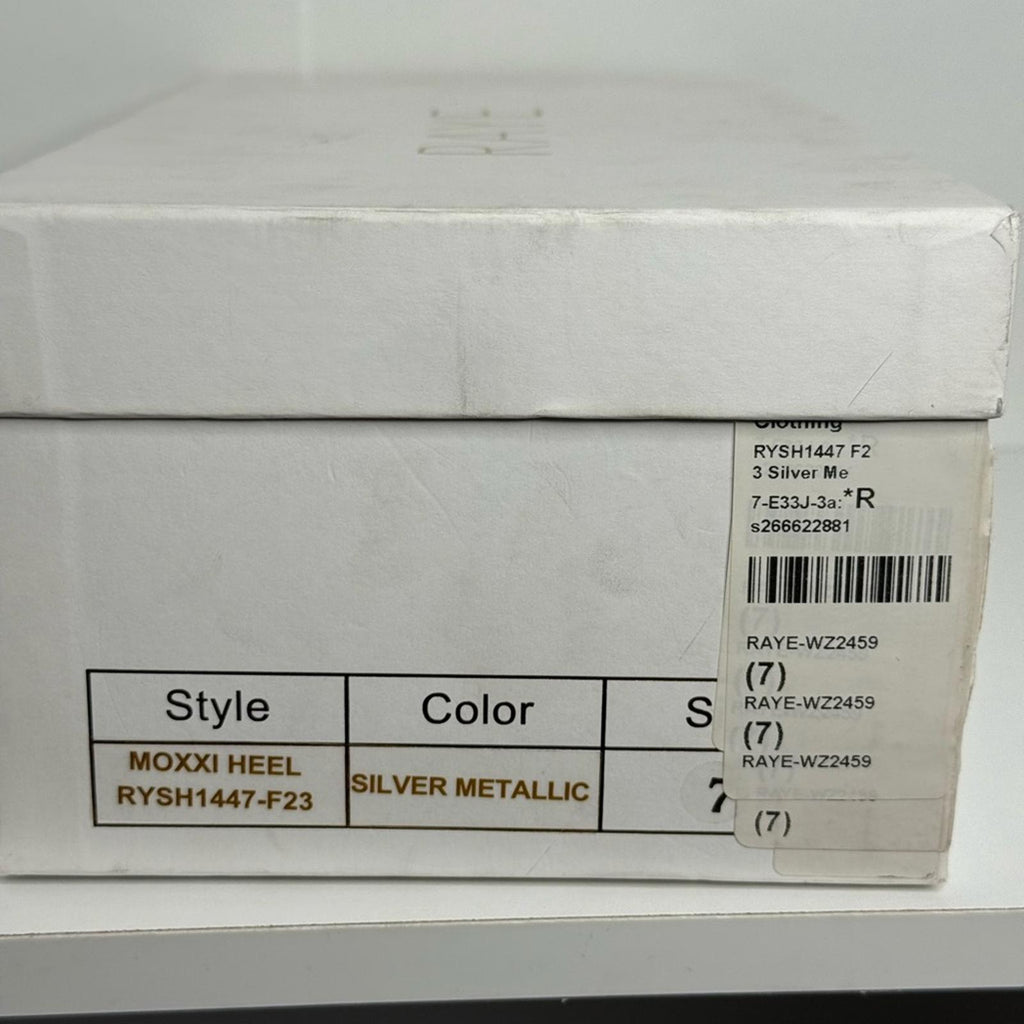 Clothing
RYSH1447 F2
3 Silver Me
7-E33J-3a:*R
s266622881
RAYE-WZ2459
(7)
RAYE-WZ2459
(7)
RAYE-WZ2459
(7)
Style Color S
MOXXI HEEL
RYSH1447-F23
SILVER METALLIC
7